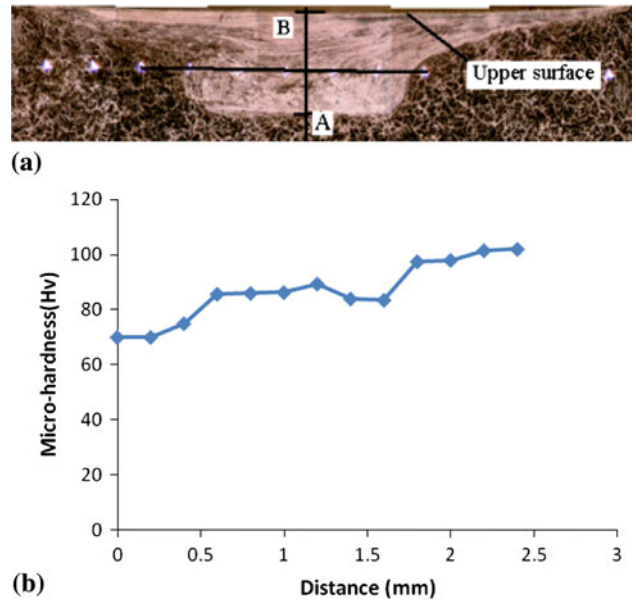 B
Upper surface
A
(a)
120
100
80
60
40
20
0
Micro-hardness(Hv)
0 0.5 1 1.5 2 2.5 3
Distance (mm)
(b)